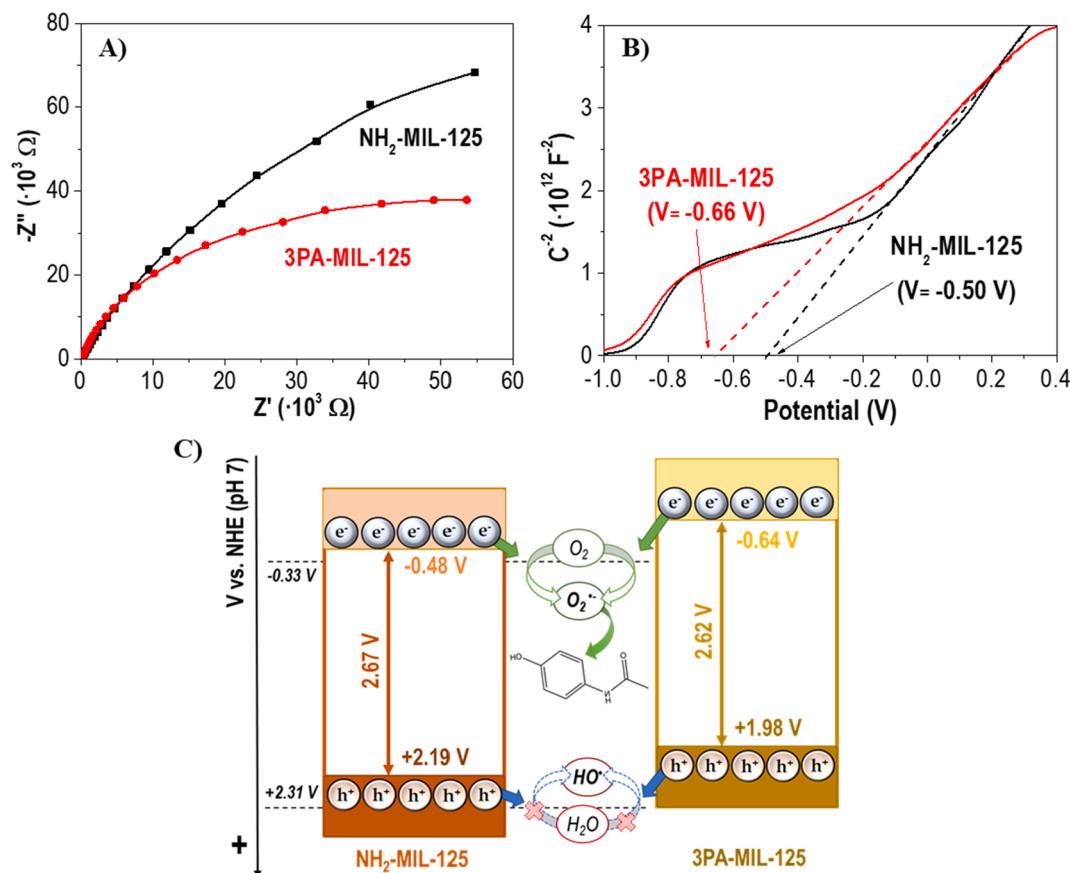 A)
80
60
40
20
0
-Z'' (·10³ Ω)
NH₂-MIL-125
3PA-MIL-125
0 10 20 30 40 50 60
Z' (·10³ Ω)
B)
4
3
2
1
0
C⁻² (·10¹² F⁻²)
3PA-MIL-125
(V= -0.66 V)
NH₂-MIL-125
(V= -0.50 V)
-1.0 -0.8 -0.6 -0.4 -0.2 0.0 0.2 0.4
Potential (V)
C)
V vs. NHE (pH 7)
e⁻ e⁻ e⁻ e⁻ e⁻
e⁻ e⁻ e⁻ e⁻ e⁻
-0.33 V
-0.48 V
O₂
-0.64 V
O₂•⁻
2.67 V
2.62 V
HO
O
N
H
+2.19 V
+1.98 V
+2.31 V
h⁺ h⁺ h⁺ h⁺ h⁺
HO•
h⁺ h⁺ h⁺ h⁺ h⁺
H₂O
+
NH₂-MIL-125
3PA-MIL-125